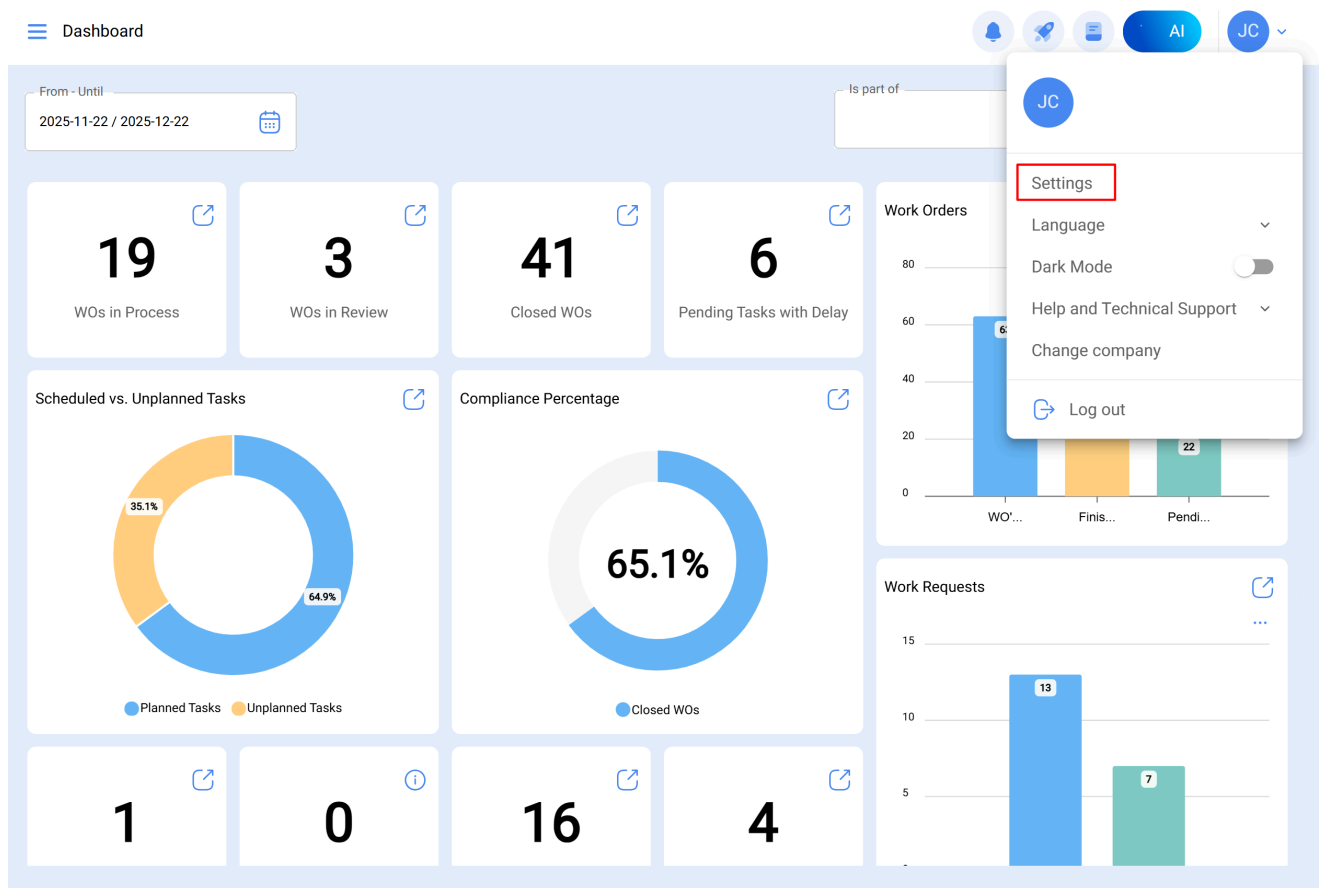 Dashboard
AI
JC
From - Until
2025-11-22 / 2025-12-22
Is part of
JC
Settings
Language
Dark Mode
Help and Technical Support
Change company
Log out
19
WOs in Process
3
WOs in Review
41
Closed WOs
6
Pending Tasks with Delay
Work Orders
80
60
40
20
0
22
WO'...
Finis...
Pendi...
Scheduled vs. Unplanned Tasks
35.1%
64.9%
Planned Tasks
Unplanned Tasks
Compliance Percentage
65.1%
Closed WOs
Work Requests
...
15
10
5
13
7
1
0
16
4